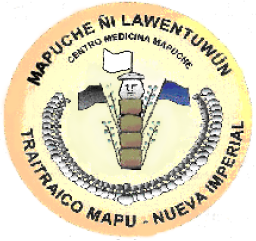 MAPUCHE ÑI LAWENTUWÜN
CENTRO MEDICINA MAPUCHE
TRAITRAICO MAPU - NUEVA IMPERIAL